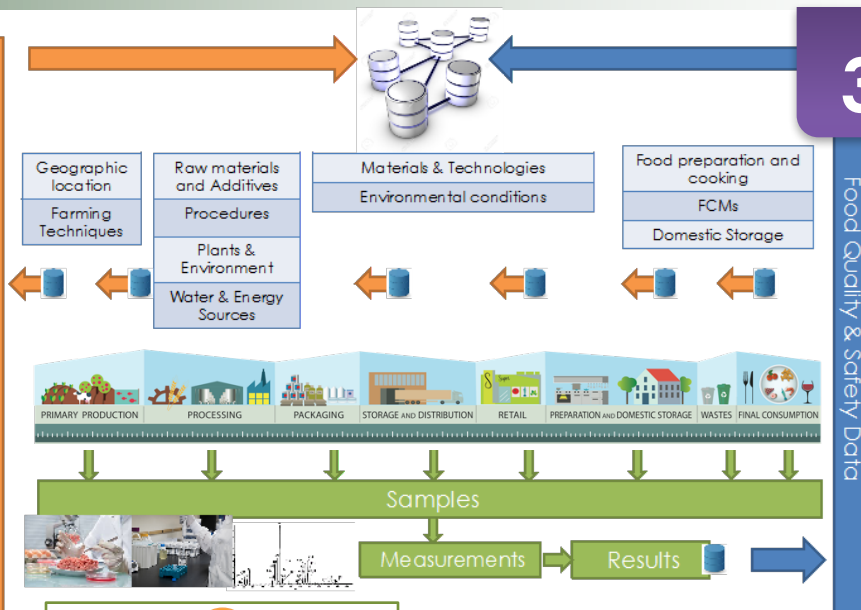 3
Geographic
location
Farming
Techniques
Raw materials
and Additives
Procedures
Plants &
Environment
Water & Energy
Sources
Materials & Technologies
Environmental conditions
Food preparation and
cooking
FCMs
Domestic Storage
Food Quality & Safety Data
PRIMARY PRODUCTION
PROCESSING
PACKAGING
STORAGE AND DISTRIBUTION
RETAIL
PREPARATION AND DOMESTIC STORAGE
WASTES
FINAL CONSUMPTION
Samples
Measurements
Results